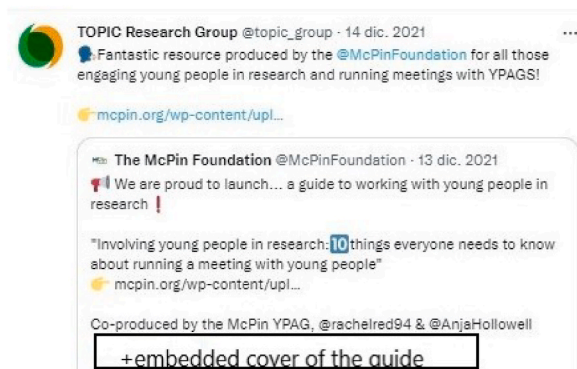 TOPIC Research Group @topic_group · 14 dic. 2021
🗣Fantastic resource produced by the @McPinFoundation for all those
engaging young people in research and running meetings with YPAGS!
👉mcpin.org/wp-content/upl...
The McPin Foundation @McPinFoundation · 13 dic. 2021
📢 We are proud to launch... a guide to working with young people in
research❗
"Involving young people in research:🔟things everyone needs to know
about running a meeting with young people"
👉 mcpin.org/wp-content/upl...
Co-produced by the McPin YPAG, @rachelred94 & @AnjaHollowell
+embedded cover of the guide